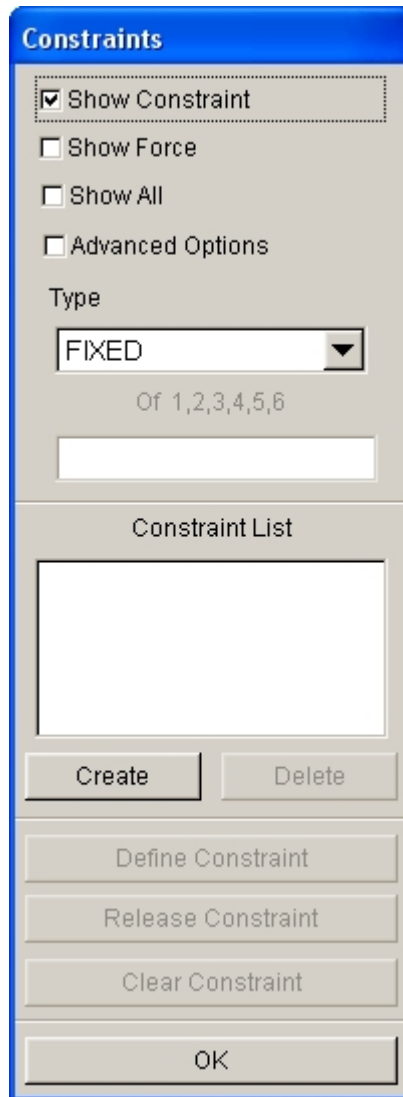 Constraints
Show Constraint
Show Force
Show All
Advanced Options
Type
FIXED
Of 1,2,3,4,5,6
Constraint List
Create Delete
Define Constraint
Release Constraint
Clear Constraint
OK